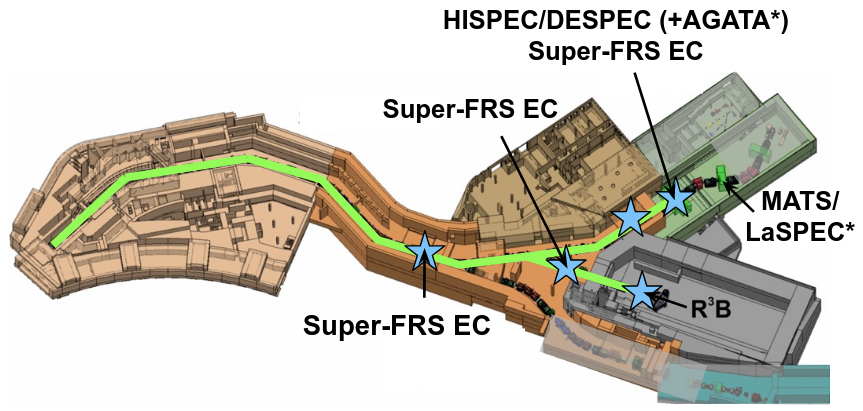 HISPEC/DESPEC (+AGATA*)
Super-FRS EC
Super-FRS EC
MATS/
LaSPEC*
R³B
Super-FRS EC